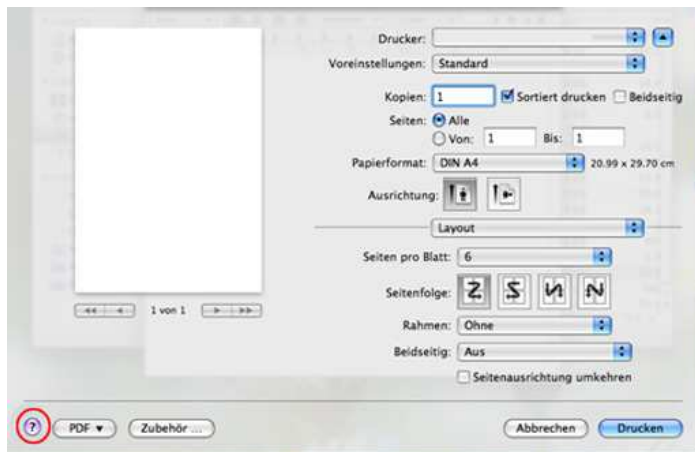 Drucker:
Voreinstellungen: Standard
Kopien: 1 Sortiert drucken Beidseitig
Seiten: Alle
Von: 1 Bis: 1
Papierformat: DIN A4 20.99 x 29.70 cm
Ausrichtung:
Layout
Seiten pro Blatt: 6
Seitenfolge:
1 von 1
Rahmen: Ohne
Beidseitig: Aus
Seitenausrichtung umkehren
? PDF ▼ Zubehör ... Abbrechen Drucken